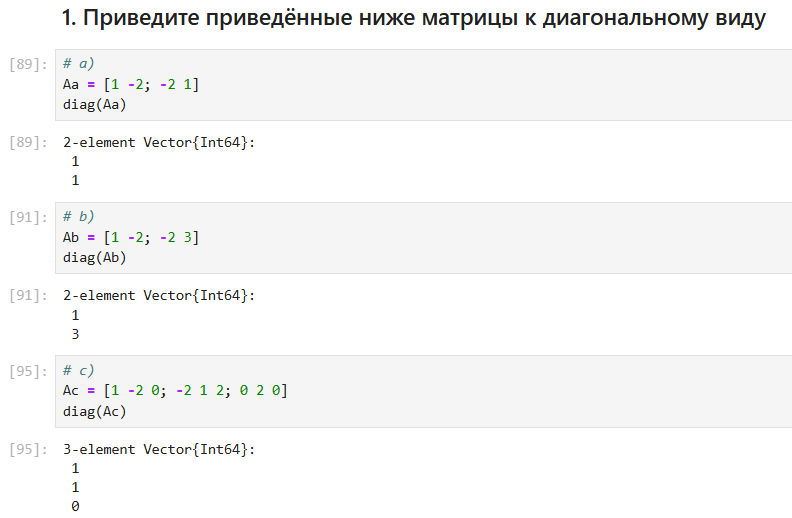 1. Приведите приведённые ниже матрицы к диагональному виду
[89]: # a)
Aa = [1 -2; -2 1]
diag(Aa)
[89]: 2-element Vector{Int64}:
1
1
[91]: # b)
Ab = [1 -2; -2 3]
diag(Ab)
[91]: 2-element Vector{Int64}:
1
3
[95]: # c)
Ac = [1 -2 0; -2 1 2; 0 2 0]
diag(Ac)
[95]: 3-element Vector{Int64}:
1
1
0